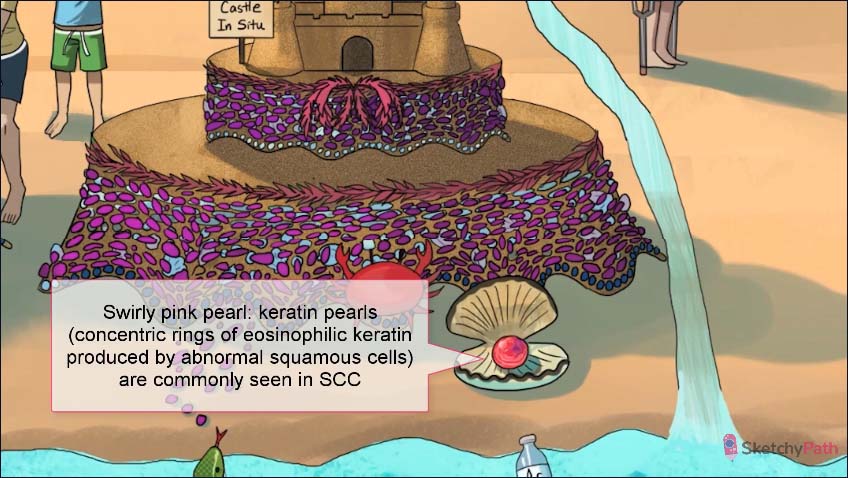 Castle
In Situ
Swirly pink pearl: keratin pearls
(concentric rings of eosinophilic keratin
produced by abnormal squamous cells)
are commonly seen in SCC
As
SketchyPath